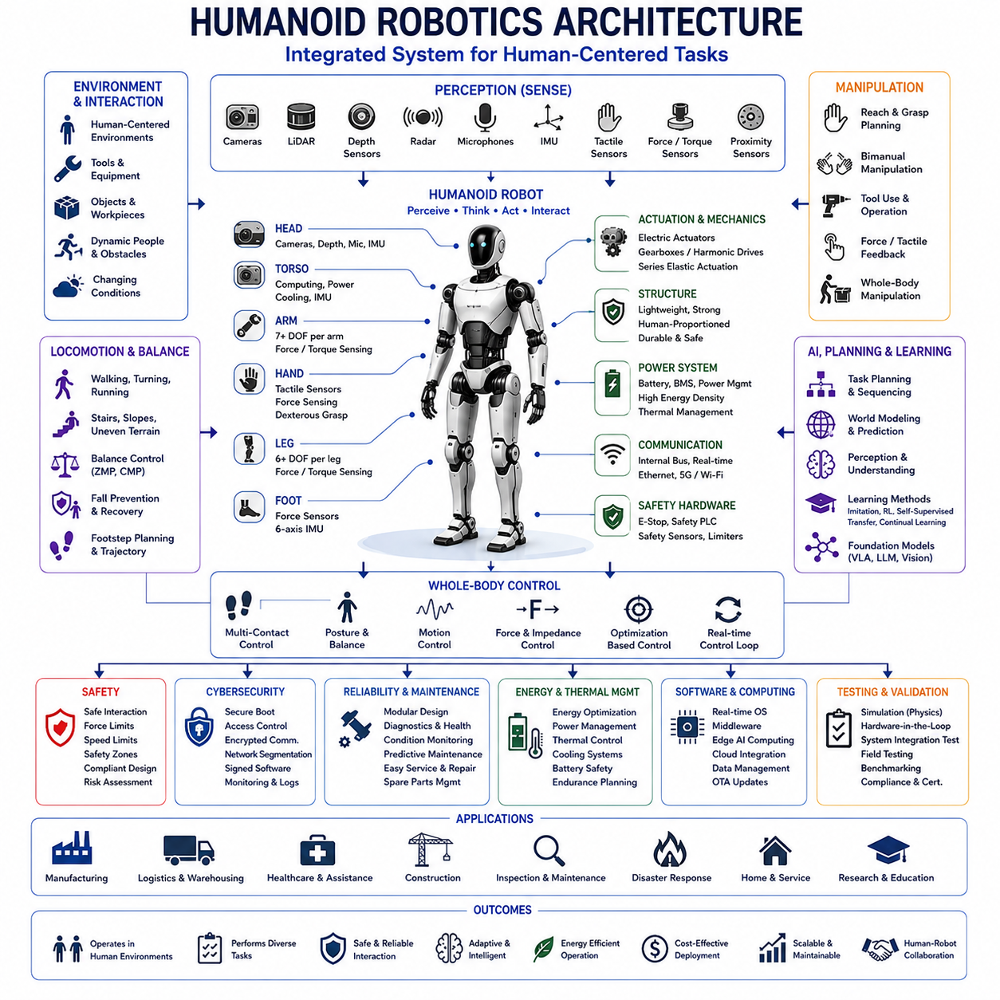 HUMANOID ROBOTICS ARCHITECTURE
Integrated System for Human-Centered Tasks
ENVIRONMENT
& INTERACTION
Human-Centered
Environments
Tools &
Equipment
Objects &
Workpieces
Dynamic People
& Obstacles
Changing
Conditions
PERCEPTION (SENSE)
Cameras
LiDAR
Depth
Sensors
Radar
Microphones
IMU
Tactile
Sensors
Force / Torque
Sensors
Proximity
Sensors
MANIPULATION
Reach & Grasp
Planning
Bimanual
Manipulation
Tool Use &
Operation
Force / Tactile
Feedback
Whole-Body
Manipulation
HUMANOID ROBOT
Perceive • Think • Act • Interact
HEAD
Cameras, Depth, Mic, IMU
TORSO
Computing, Power
Cooling, IMU
ARM
7+ DOF per arm
Force / Torque Sensing
HAND
Tactile Sensors
Force Sensing
Dexterous Grasp
LEG
6+ DOF per leg
Force / Torque Sensing
FOOT
Force Sensors
6-axis IMU
ACTUATION & MECHANICS
Electric Actuators
Gearboxes / Harmonic Drives
Series Elastic Actuation
STRUCTURE
Lightweight, Strong
Human-Proportioned
Durable & Safe
POWER SYSTEM
Battery, BMS, Power Mgmt
High Energy Density
Thermal Management
COMMUNICATION
Internal Bus, Real-time
Ethernet, 5G / Wi-Fi
SAFETY HARDWARE
E-Stop, Safety PLC
Safety Sensors, Limiters
LOCOMOTION & BALANCE
Walking, Turning,
Running
Stairs, Slopes,
Uneven Terrain
Balance Control
(ZMP, CMP)
Fall Prevention
& Recovery
Footstep Planning
& Trajectory
AI, PLANNING & LEARNING
Task Planning
& Sequencing
World Modeling
& Prediction
Perception &
Understanding
Learning Methods
Imitation, RL, Self-Supervised
Transfer, Continual Learning
Foundation Models
(VLA, LLM, Vision)
WHOLE-BODY CONTROL
Multi-Contact
Control
Posture &
Balance
Motion
Control
F
Force & Impedance
Control
Optimization
Based Control
Real-time
Control Loop
SAFETY
Safe Interaction
Force Limits
Speed Limits
Safety Zones
Compliant Design
Risk Assessment
CYBERSECURITY
Secure Boot
Access Control
Encrypted Comm.
Network Segmentation
Signed Software
Monitoring & Logs
RELIABILITY & MAINTENANCE
Modular Design
Diagnostics & Health
Condition Monitoring
Predictive Maintenance
Easy Service & Repair
Spare Parts Mgmt
ENERGY & THERMAL MGMT
Energy Optimization
Power Management
Thermal Control
Cooling Systems
Battery Safety
Endurance Planning
SOFTWARE & COMPUTING
Real-time OS
Middleware
Edge AI Computing
Cloud Integration
Data Management
OTA Updates
TESTING & VALIDATION
Simulation (Physics)
Hardware-in-the-Loop
System Integration Test
Field Testing
Benchmarking
Compliance & Cert.
APPLICATIONS
Manufacturing
Logistics & Warehousing
Healthcare & Assistance
Construction
Inspection & Maintenance
Disaster Response
Home & Service
Research & Education
OUTCOMES
Operates in
Human Environments
Performs Diverse
Tasks
Safe & Reliable
Interaction
Adaptive &
Intelligent
Energy Efficient
Operation
$
Cost-Effective
Deployment
Scalable &
Maintainable
Human-Robot
Collaboration